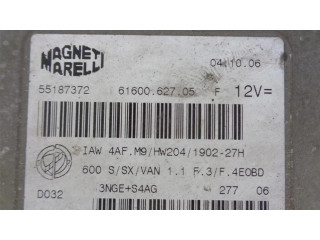 MAGNETI
MARELLI
04.10.06
55187372 61600.627.05 F 12V=
IAW 4AF.M9/HW204/1902-27H
600 S/SX/VAN 1.1 F.3/F.4EOBD
D032 3NGE+S4AG 277 06